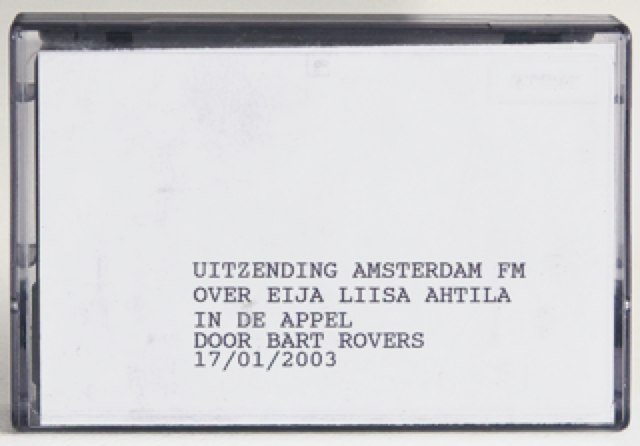 UITZENDING AMSTERDAM FM
OVER EIJA LIISA AHTILA
IN DE APPEL
DOOR BART ROVERS
17/01/2003